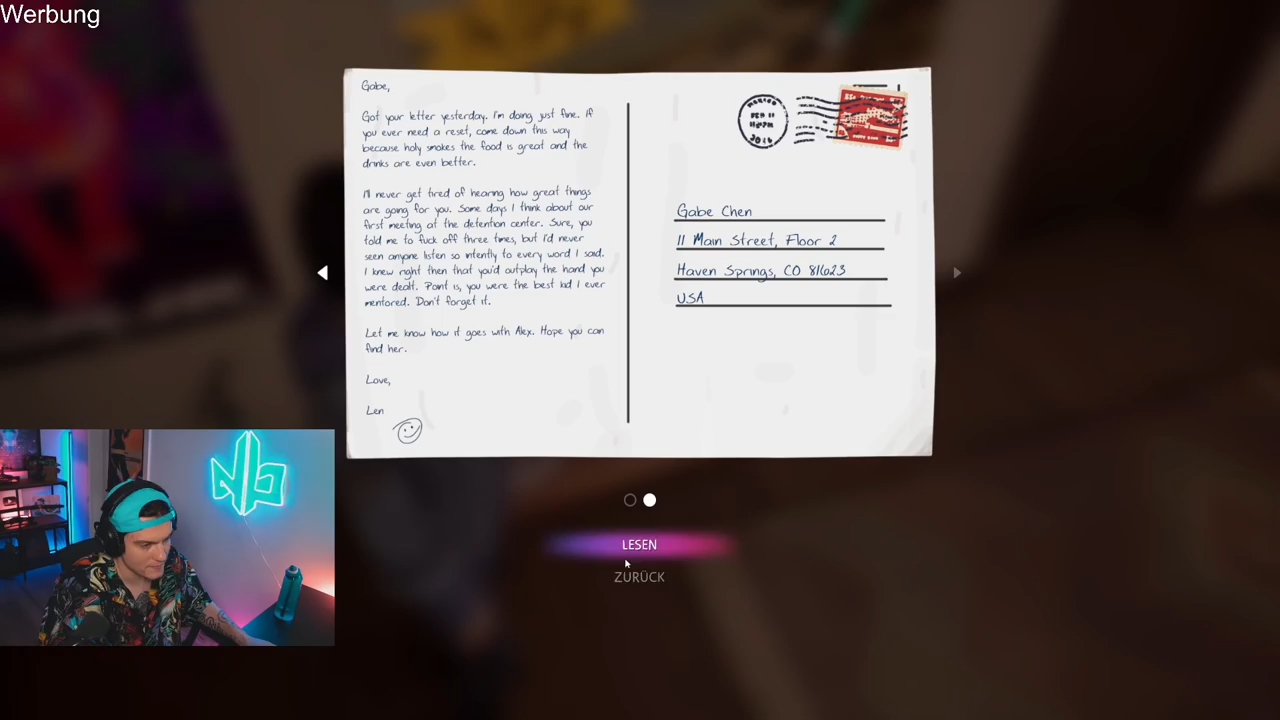 Werbung
Gabe,
Got your letter yesterday. I'm doing just fine. If
you ever need a reset, come down this way
because holy smokes the food is great and the
drinks are even better.
I'll never get tired of hearing how great things
are going for you. Some days I think about our
first meeting at the detention center. Sure, you
told me to fuck off three times, but I'd never
seen anyone listen so intently to every word I said.
I knew right then that you'd outplay the hand you
were dealt. Point is, you were the best kid I ever
mentored. Don't forget it.
Let me know how it goes with Alex. Hope you can
find her.
Love,
Len
MEXICO
FEB 11
Gabe Chen
11 Main Street, Floor 2
Haven Springs, CO 81623
USA
LESEN
ZURÜCK